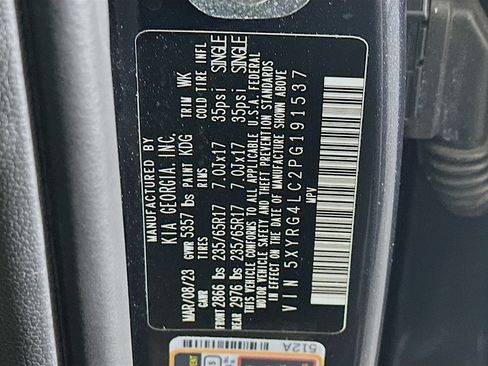 MANUFACTURED BY
KIA GEORGIA, INC.
MAR/08/23 GVWR 5357 lbs PAINT KDG TRIM WK
GAWR TIRES RIMS COLD TIRE INFL
FRONT 2866 lbs 235/65R17 7.0Jx17 35psi SINGLE
REAR 2976 lbs 235/65R17 7.0Jx17 35psi SINGLE
THIS VEHICLE CONFORMS TO ALL APPLICABLE U.S.A. FEDERAL
MOTOR VEHICLE SAFETY, BUMPER AND THEFT PREVENTION STANDARDS
IN EFFECT ON THE DATE OF MANUFACTURE SHOWN ABOVE
VIN 5XYRG4LC2PG191537
MPV
512A